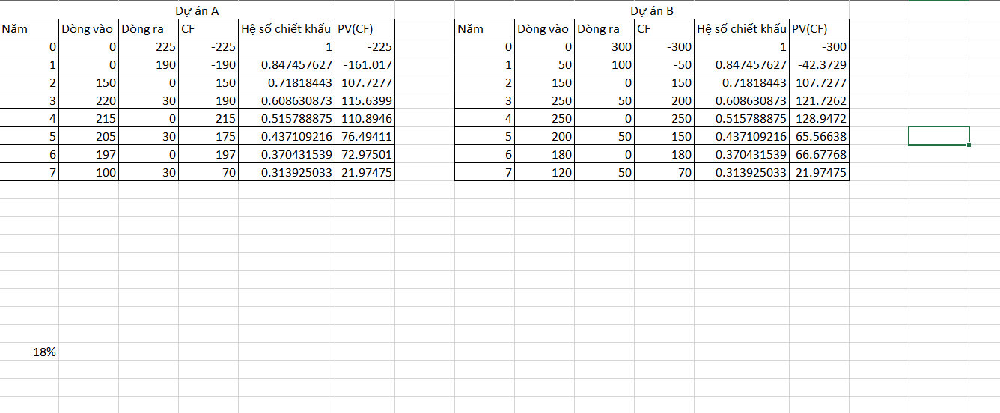 Dự án A Dự án B
Năm Dòng vào Dòng ra CF Hệ số chiết khấu PV(CF) Năm Dòng vào Dòng ra CF Hệ số chiết khấu PV(CF)
0 0 225 -225 1 -225 0 0 300 -300 1 -300
1 0 190 -190 0.847457627 -161.017 1 50 100 -50 0.847457627 -42.3729
2 150 0 150 0.71818443 107.7277 2 150 0 150 0.71818443 107.7277
3 220 30 190 0.608630873 115.6399 3 250 50 200 0.608630873 121.7262
4 215 0 215 0.515788875 110.8946 4 250 0 250 0.515788875 128.9472
5 205 30 175 0.437109216 76.49411 5 200 50 150 0.437109216 65.56638
6 197 0 197 0.370431539 72.97501 6 180 0 180 0.370431539 66.67768
7 100 30 70 0.313925033 21.97475 7 120 50 70 0.313925033 21.97475
18%